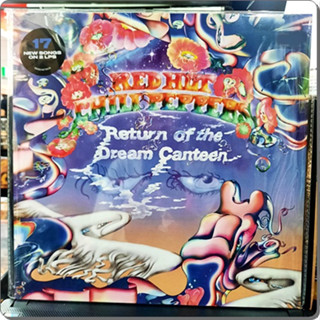 17
NEW SONGS
ON 2 LPS
RED HOT
CHILI PEPPERS
Return of the
Dream Canteen